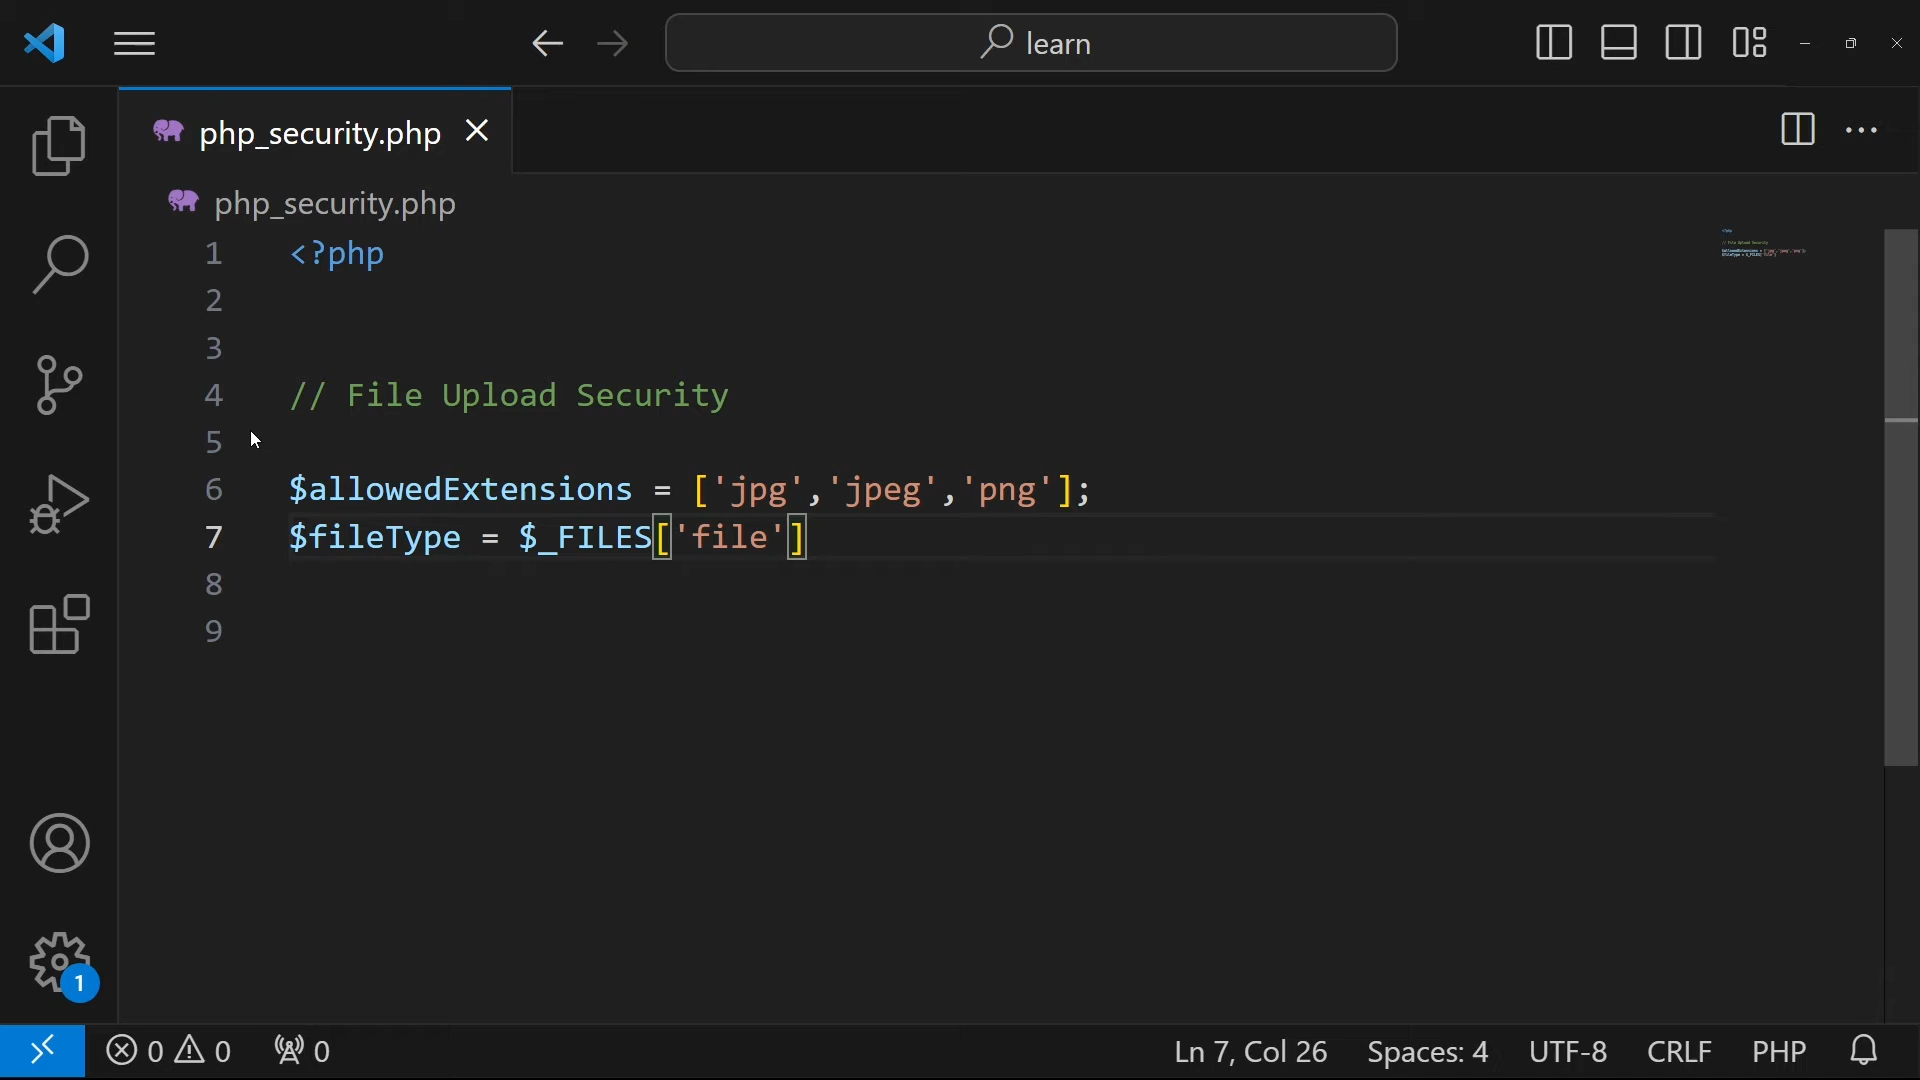 learn
php_security.php
php_security.php
1 <?php
2
3
4 // File Upload Security
5
6 $allowedExtensions = ['jpg','jpeg','png'];
7 $fileType = $_FILES['file']
8
9
1
0 0 0 Ln 7, Col 26 Spaces: 4 UTF-8 CRLF PHP